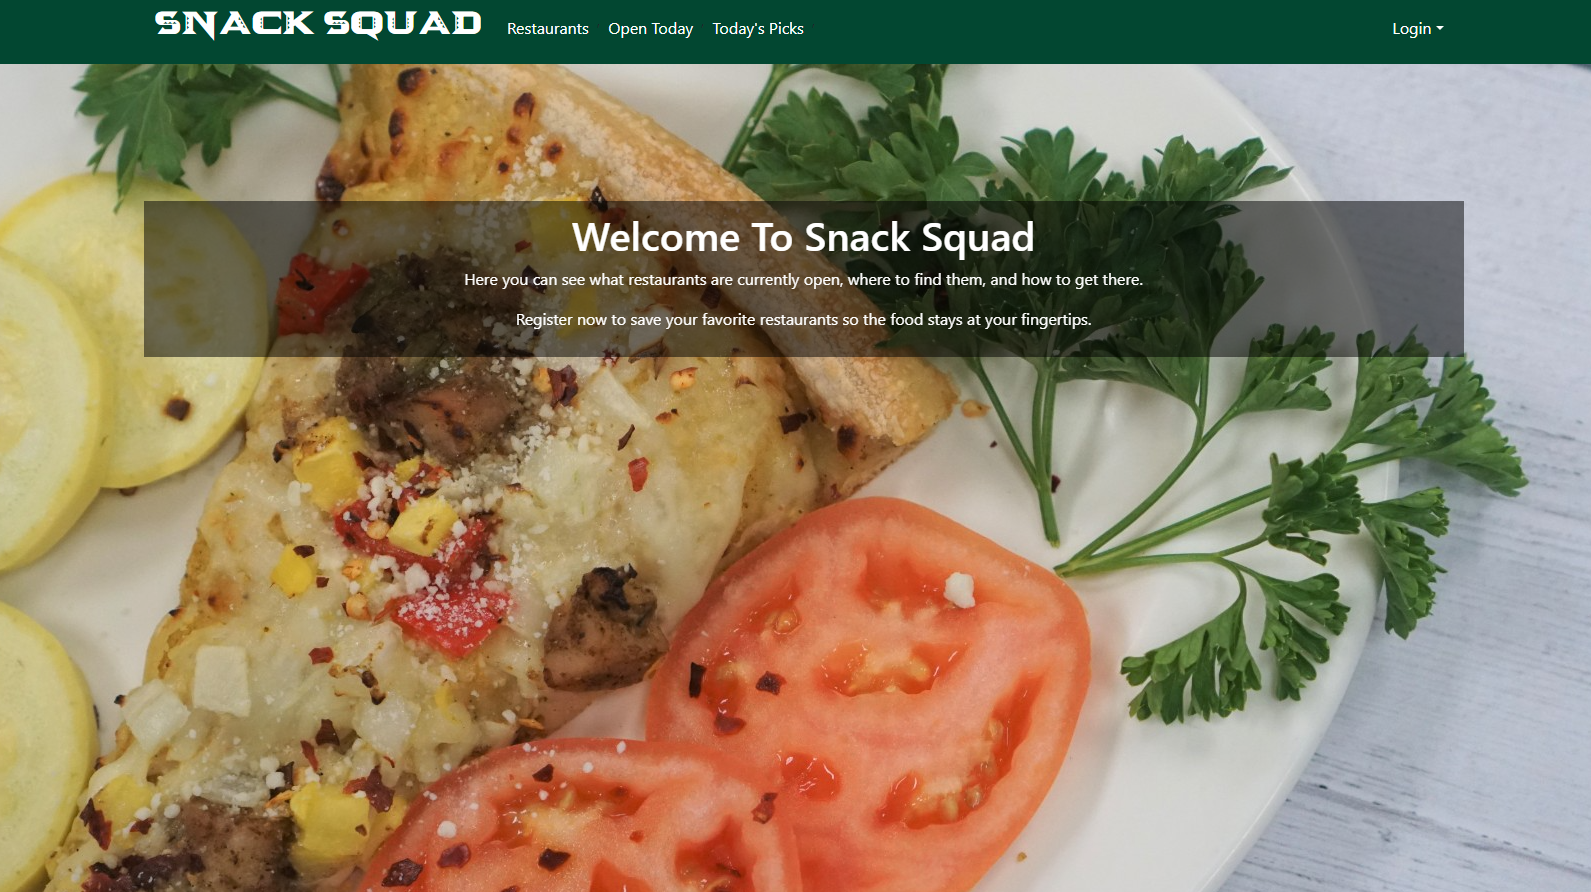 SNACK SQUAD Restaurants Open Today Today's Picks Login
Welcome To Snack Squad
Here you can see what restaurants are currently open, where to find them, and how to get there.
Register now to save your favorite restaurants so the food stays at your fingertips.